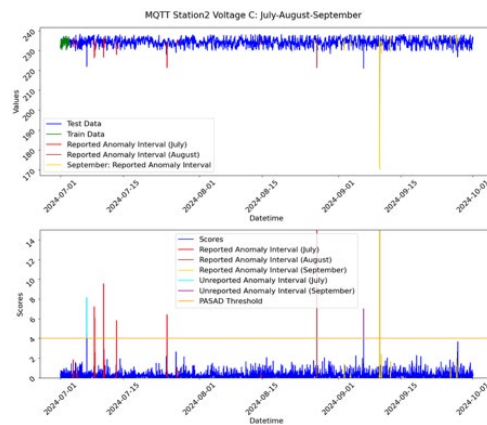 MQTT Station2 Voltage C: July-August-September
240
230
220
210
200
190
180
170
Values
Test Data
Train Data
Reported Anomaly Interval (July)
Reported Anomaly Interval (August)
September: Reported Anomaly Interval
2024-07-01
2024-07-15
2024-08-01
2024-08-15
2024-09-01
2024-09-15
2024-10-01
Datetime
14
12
10
8
6
4
2
0
Scores
Scores
Reported Anomaly Interval (July)
Reported Anomaly Interval (August)
Reported Anomaly Interval (September)
Unreported Anomaly Interval (July)
Unreported Anomaly Interval (September)
PASAD Threshold
2024-07-01
2024-07-15
2024-08-01
2024-08-15
2024-09-01
2024-09-15
2024-10-01
Datetime